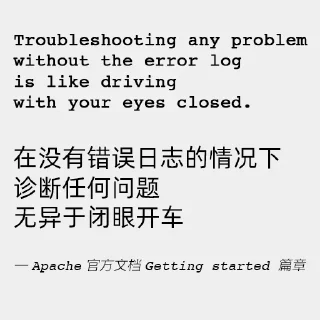 Troubleshooting any problem
without the error log
is like driving
with your eyes closed.
在没有错误日志的情况下
诊断任何问题
无异于闭眼开车
— Apache 官方文档 Getting started 篇章